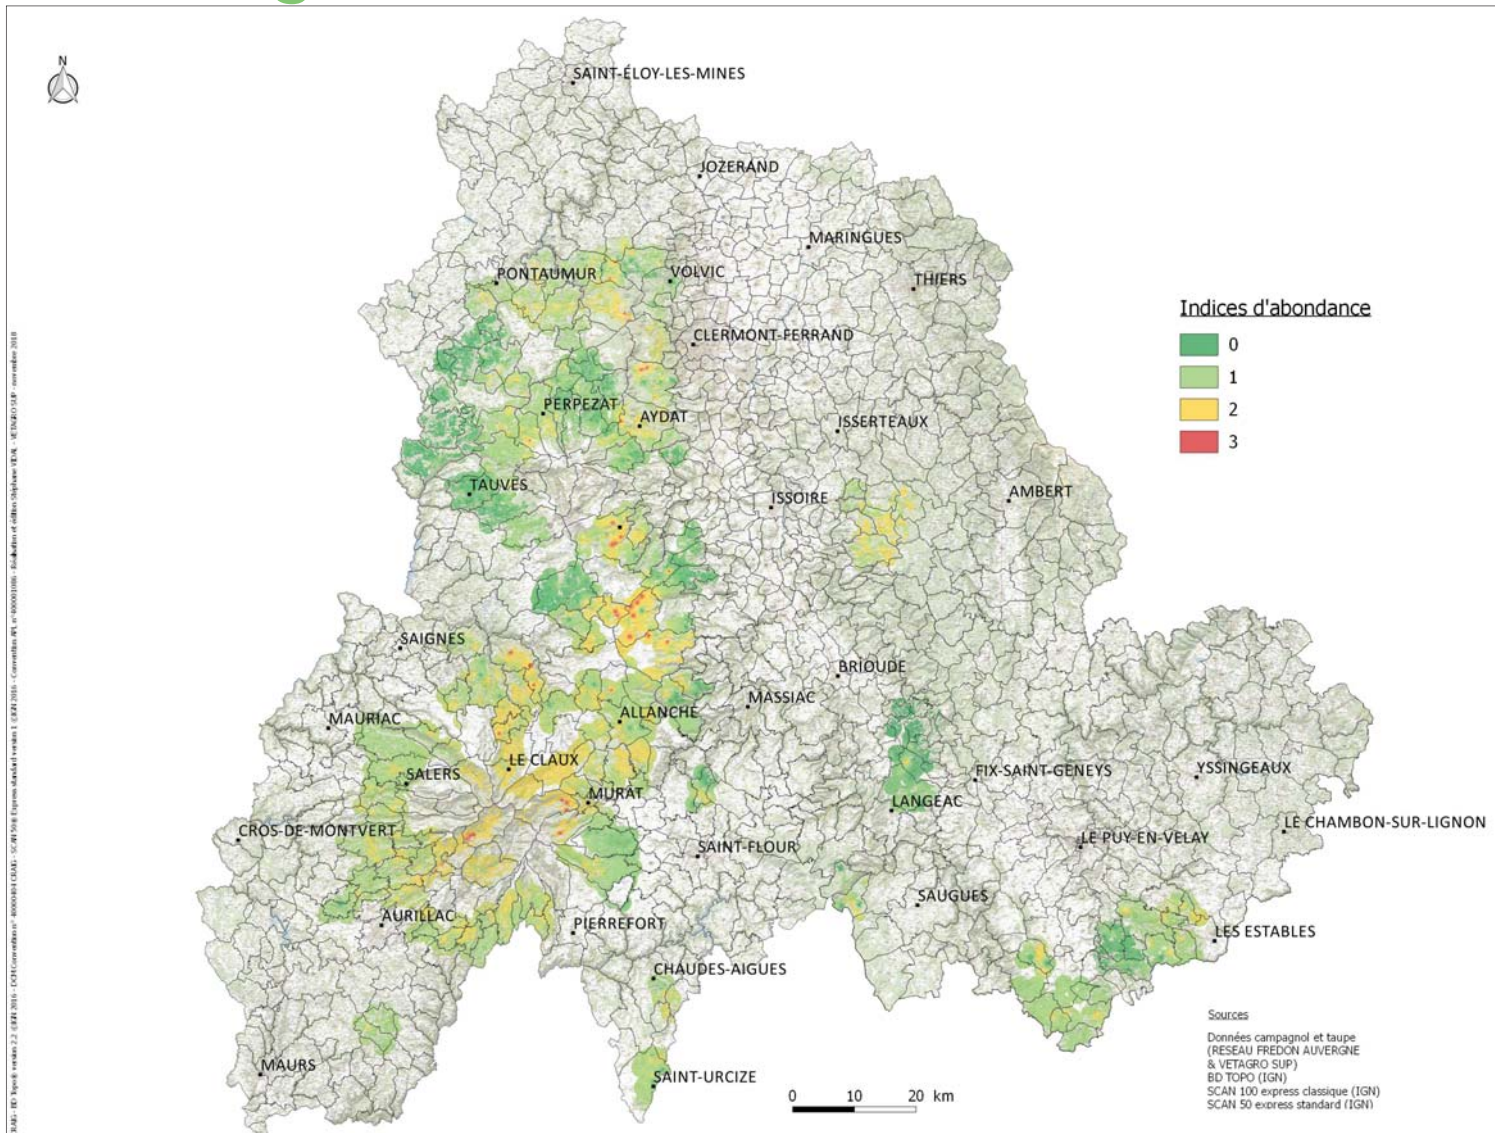 N
SAINT-ÉLOY-LES-MINES
JOZERAND
MARINGUES
PONTAUMUR
VOLVIC
THIERS
Indices d'abondance
0
1
2
3
CLERMONT-FERRAND
PERPEZAT
AYDAT
ISSERTEAUX
TAUVES
ISSOIRE
AMBERT
SAIGNES
BRIOUDE
MAURIAC
ALLANCHE
MASSIAC
LE CLAUX
SALERS
MURAT
FIX-SAINT-GENEYS
YSSINGEAUX
LANGEAC
CROS-DE-MONTVERT
SAINT-FLOUR
LE PUY-EN-VELAY
LE CHAMBON-SUR-LIGNON
SAUGUES
AURILLAC
PIERREFORT
LES ESTABLES
CHAUDES-AIGUES
MAURS
SAINT-URCIZE
0 10 20 km
Sources
Données campagnol et taupe
(RESEAU FREDON AUVERGNE
& VETAGRO SUP)
BD TOPO (IGN)
SCAN 100 express classique (IGN)
SCAN 50 express standard (IGN)